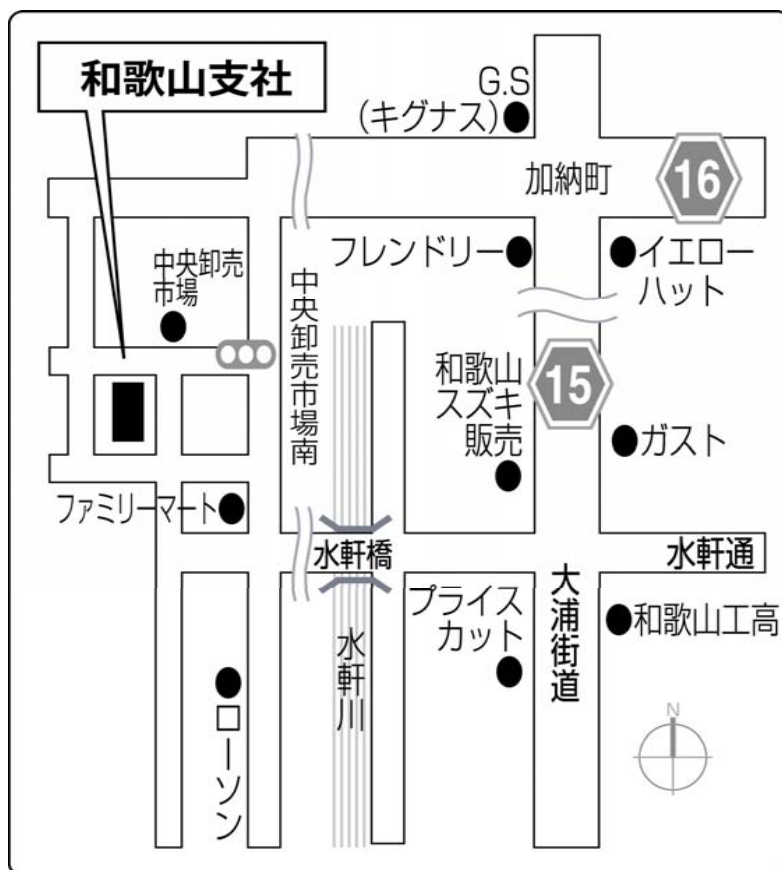 和歌山支社
G.S
(キグナス)
加納町
16
中央卸売
市場
フレンドリー
イエロー
ハット
中央卸売市場南
和歌山
スズキ
販売
15
ガスト
ファミリーマート
水軒橋
水軒通
プライス
カット
大浦街道
和歌山工高
水軒川
ローソン
N